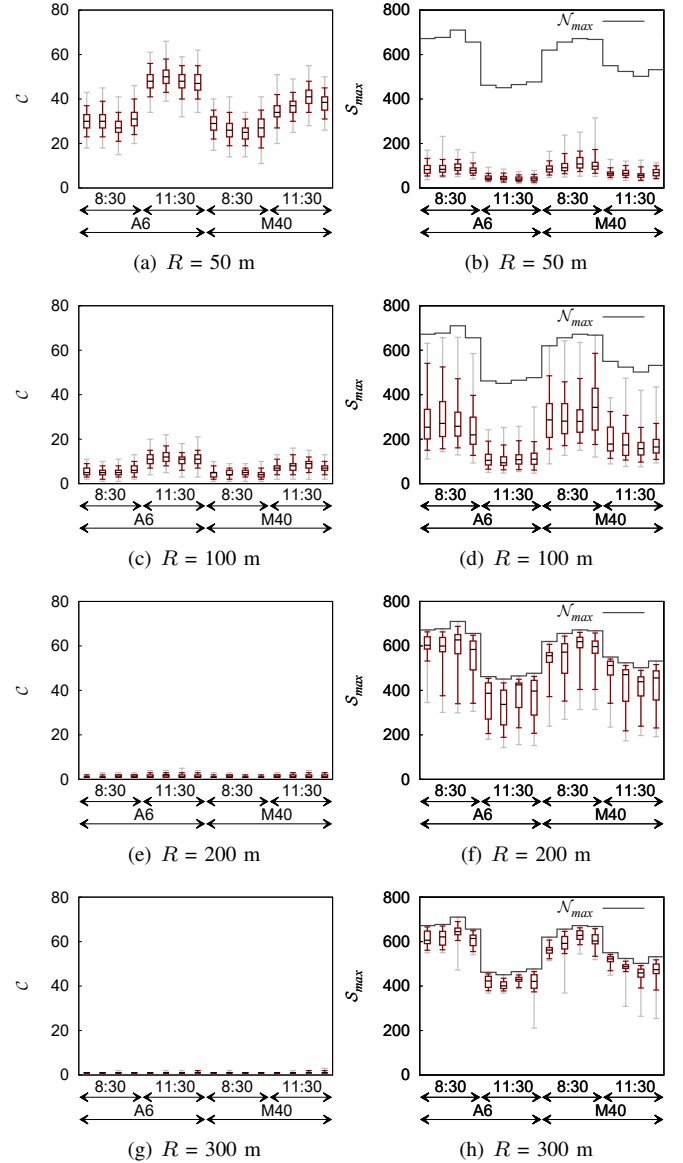 80
60
40
20
0
C
8:30 11:30 8:30 11:30
A6 M40
(a) R = 50 m
800
600
400
200
0
S_max
N_max
8:30 11:30 8:30 11:30
A6 M40
(b) R = 50 m
80
60
40
20
0
C
8:30 11:30 8:30 11:30
A6 M40
(c) R = 100 m
800
600
400
200
0
S_max
N_max
8:30 11:30 8:30 11:30
A6 M40
(d) R = 100 m
80
60
40
20
0
C
8:30 11:30 8:30 11:30
A6 M40
(e) R = 200 m
800
600
400
200
0
S_max
N_max
8:30 11:30 8:30 11:30
A6 M40
(f) R = 200 m
80
60
40
20
0
C
8:30 11:30 8:30 11:30
A6 M40
(g) R = 300 m
800
600
400
200
0
S_max
N_max
8:30 11:30 8:30 11:30
A6 M40
(h) R = 300 m